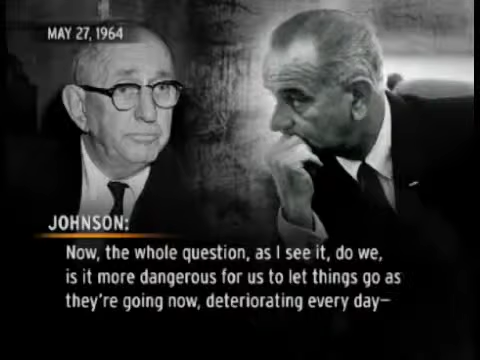 MAY 27, 1964
JOHNSON:
Now, the whole question, as I see it, do we,
is it more dangerous for us to let things go as
they're going now, deteriorating every day—